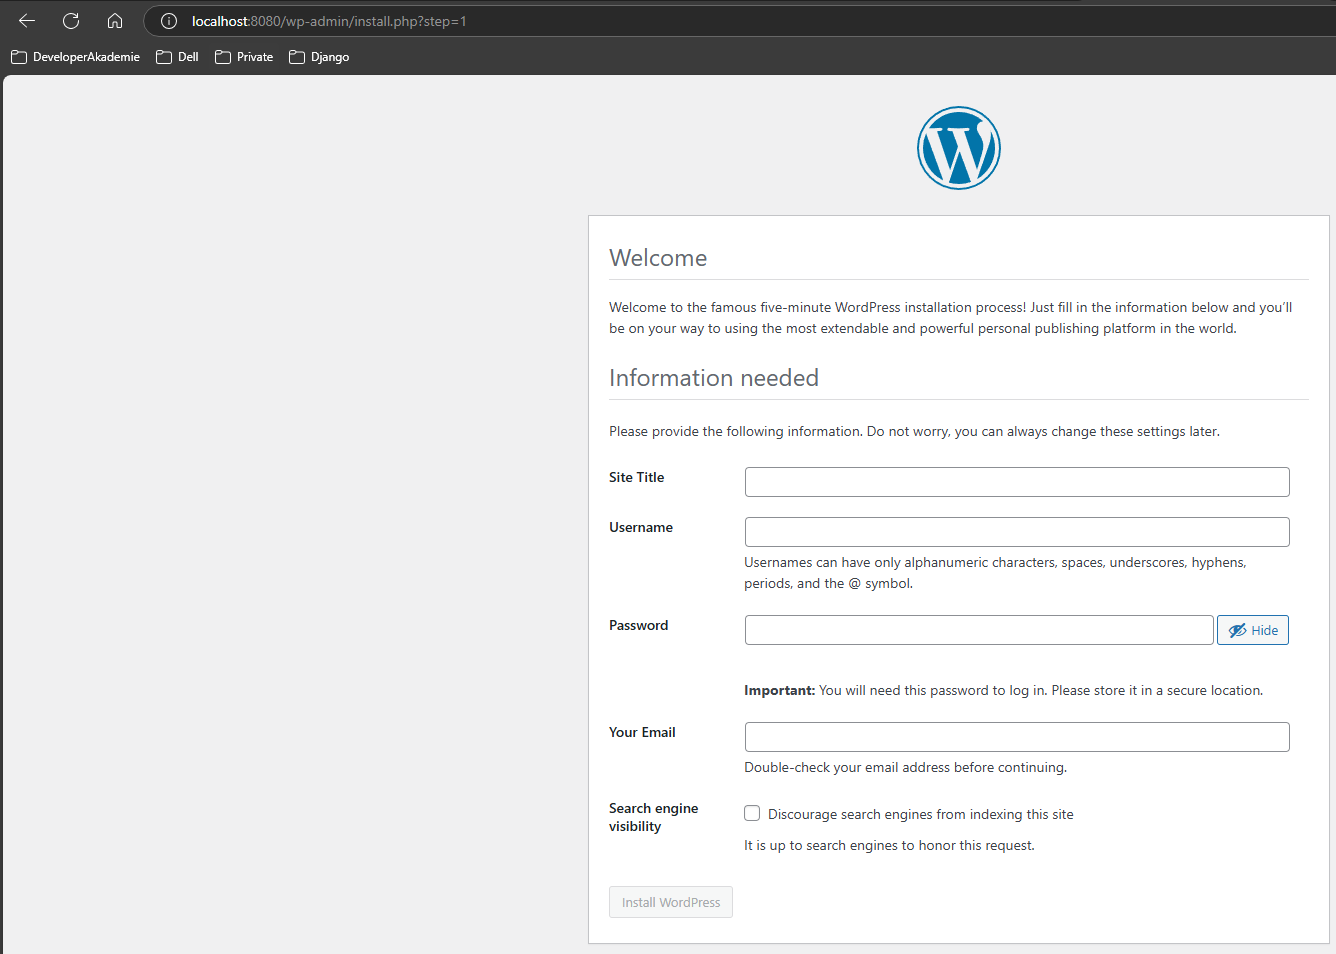 localhost:8080/wp-admin/install.php?step=1
DeveloperAkademie Dell Private Django
Welcome
Welcome to the famous five-minute WordPress installation process! Just fill in the information below and you’ll
be on your way to using the most extendable and powerful personal publishing platform in the world.
Information needed
Please provide the following information. Do not worry, you can always change these settings later.
Site Title
Username
Usernames can have only alphanumeric characters, spaces, underscores, hyphens,
periods, and the @ symbol.
Password
Hide
Important: You will need this password to log in. Please store it in a secure location.
Your Email
Double-check your email address before continuing.
Search engine
visibility
Discourage search engines from indexing this site
It is up to search engines to honor this request.
Install WordPress